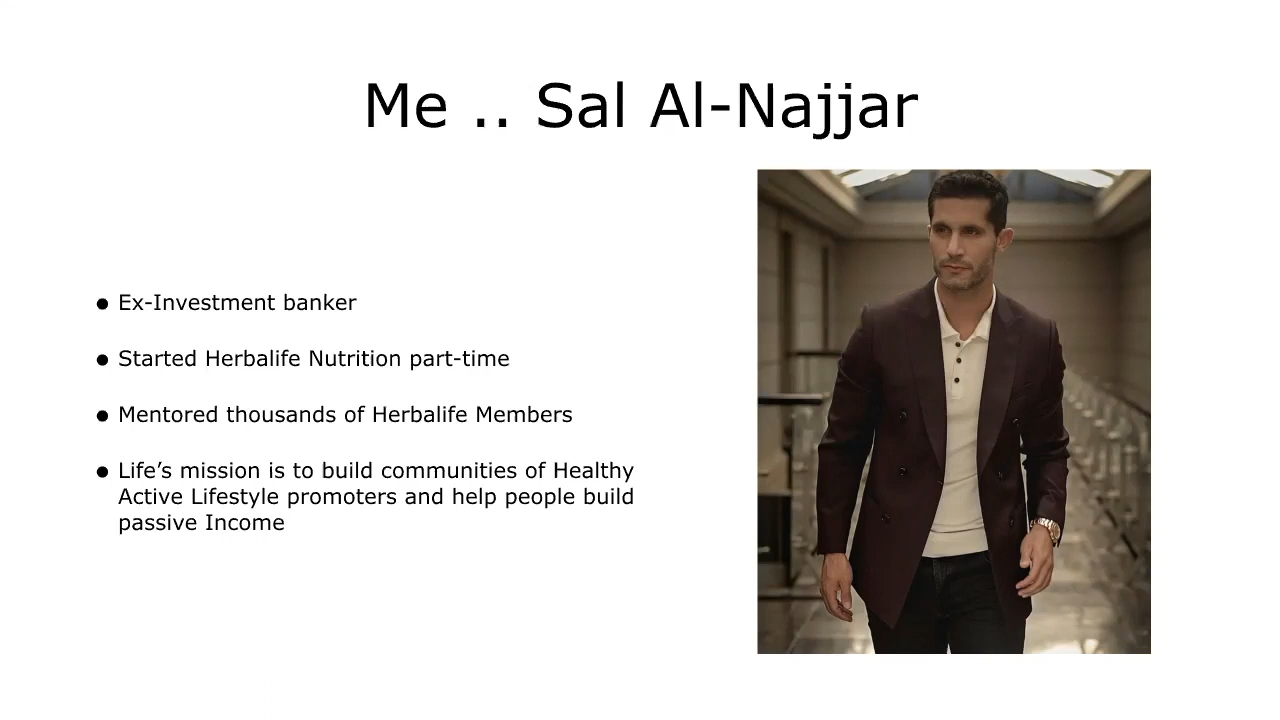 Me .. Sal Al-Najjar
● Ex-Investment banker
● Started Herbalife Nutrition part-time
● Mentored thousands of Herbalife Members
● Life’s mission is to build communities of Healthy
Active Lifestyle promoters and help people build
passive Income